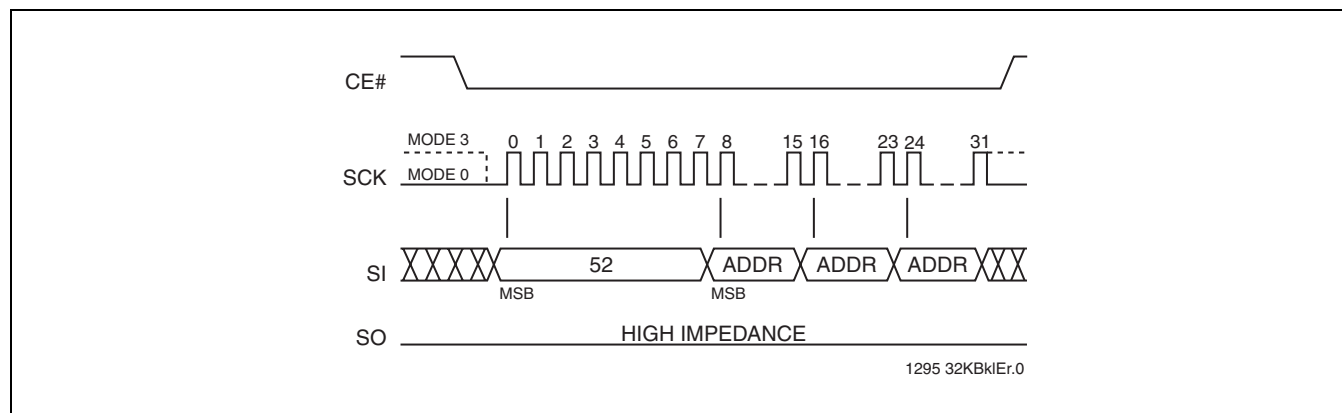 CE#
MODE 3 0 1 2 3 4 5 6 7 8 15 16 23 24 31
SCK MODE 0
SI 52 ADDR ADDR ADDR
MSB MSB
SO HIGH IMPEDANCE
1295 32KBklEr.0